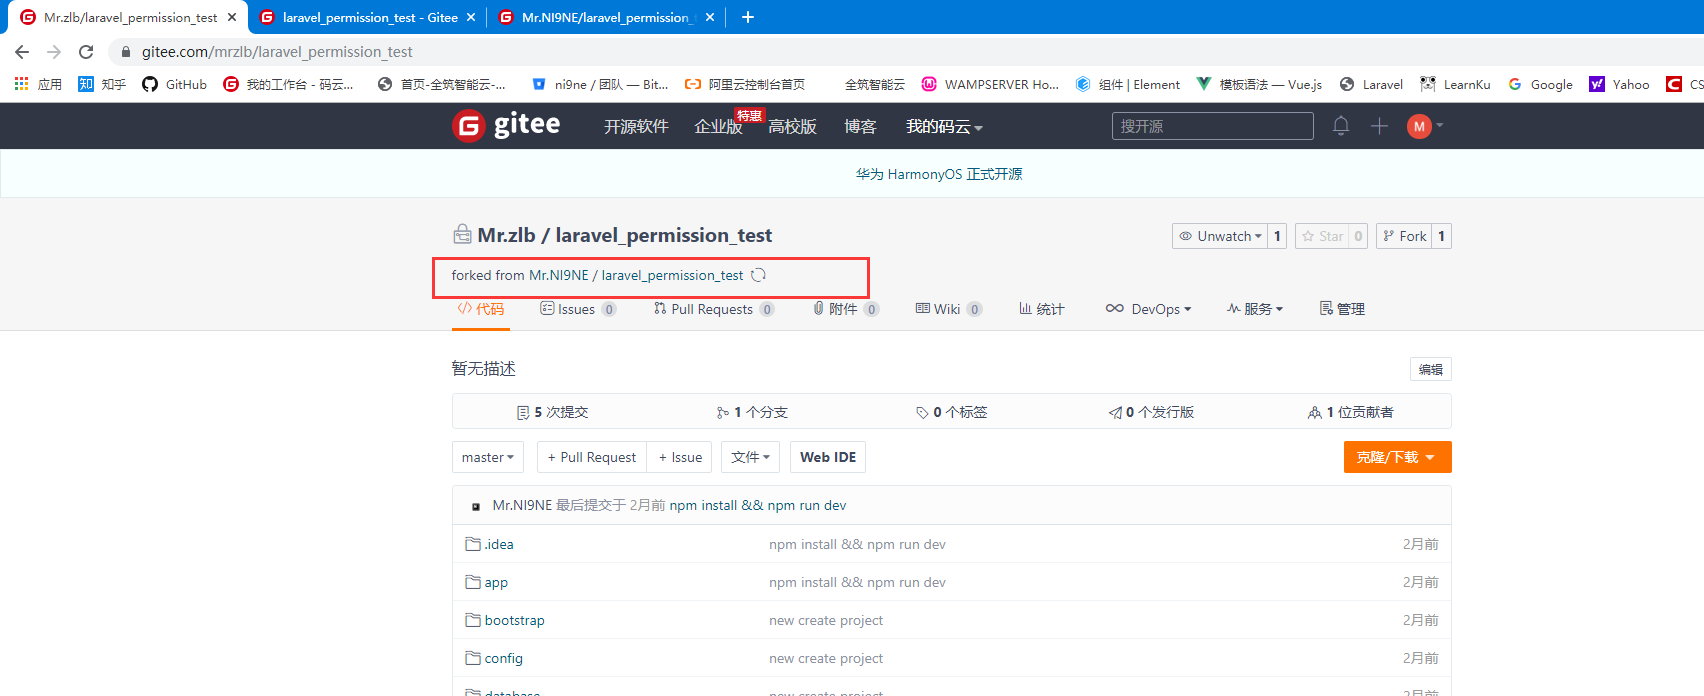 Mr.zlb/laravel_permission_test
laravel_permission_test - Gitee
Mr.NI9NE/laravel_permission_
gitee.com/mrzlb/laravel_permission_test
应用 知 知乎 GitHub 我的工作台 - 码云... 首页-全筑智能云-... ni9ne / 团队 — Bit... 阿里云控制台首页 全筑智能云 WAMPSERVER Ho... 组件 | Element 模板语法 — Vue.js Laravel LearnKu Google Yahoo CS
gitee 开源软件 企业版 特惠 高校版 博客 我的码云 搜开源 M
华为 HarmonyOS 正式开源
Mr.zlb / laravel_permission_test Unwatch 1 Star 0 Fork 1
forked from Mr.NI9NE / laravel_permission_test
代码 Issues 0 Pull Requests 0 附件 0 Wiki 0 统计 DevOps 服务 管理
暂无描述 编辑
5 次提交 1 个分支 0 个标签 0 个发行版 1 位贡献者
master + Pull Request + Issue 文件 Web IDE 克隆/下载
Mr.NI9NE 最后提交于 2月前 npm install && npm run dev
.idea npm install && npm run dev 2月前
app npm install && npm run dev 2月前
bootstrap new create project 2月前
config new create project 2月前
database new create project 2月前